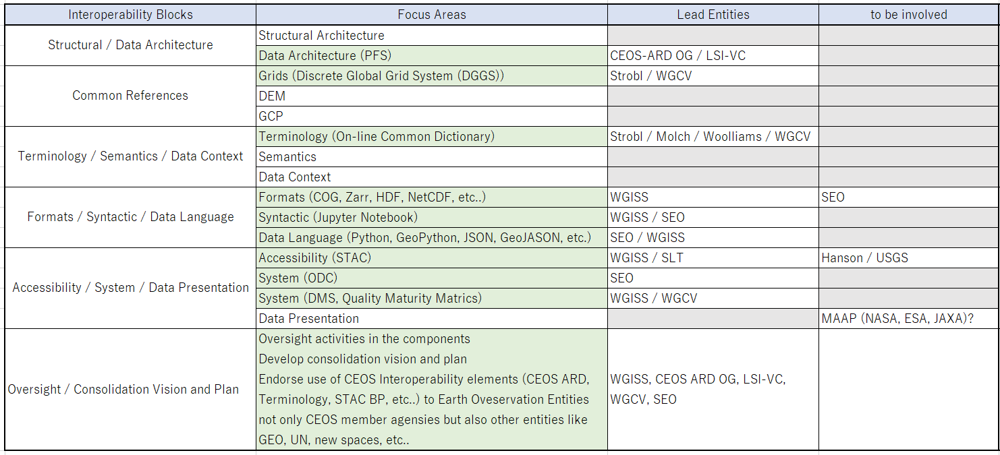 Interoperability Blocks
Focus Areas
Lead Entities
to be involved
Structural / Data Architecture
Structural Architecture
Data Architecture (PFS)
CEOS-ARD OG / LSI-VC
Common References
Grids (Discrete Global Grid System (DGGS))
Strobl / WGCV
DEM
GCP
Terminology / Semantics / Data Context
Terminology (On-line Common Dictionary)
Strobl / Molch / Woolliams / WGCV
Semantics
Data Context
Formats / Syntactic / Data Language
Formats (COG, Zarr, HDF, NetCDF, etc..)
WGISS
SEO
Syntactic (Jupyter Notebook)
WGISS / SEO
Data Language (Python, GeoPython, JSON, GeoJASON, etc.)
SEO / WGISS
Accessibility / System / Data Presentation
Accessibility (STAC)
WGISS / SLT
Hanson / USGS
System (ODC)
SEO
System (DMS, Quality Maturity Matrics)
WGISS / WGCV
Data Presentation
MAAP (NASA, ESA, JAXA)?
Oversight / Consolidation Vision and Plan
Oversight activities in the components
Develop consolidation vision and plan
Endorse use of CEOS Interoperability elements (CEOS ARD,
Terminology, STAC BP, etc..) to Earth Oveservation Entities
not only CEOS member agensies but also other entities like
GEO, UN, new spaces, etc..
WGISS, CEOS ARD OG, LSI-VC,
WGCV, SEO